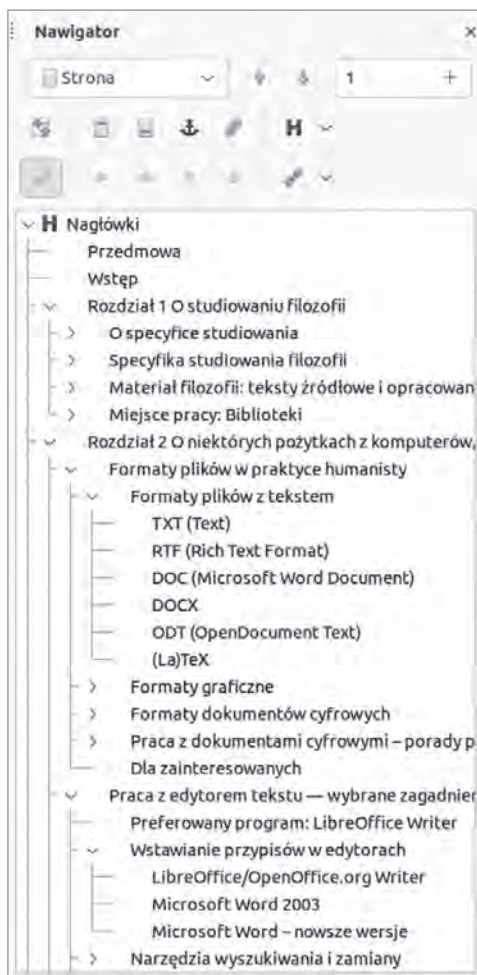 Nawigator
Strona 1
H
H Nagłówki
Przedmowa
Wstęp
Rozdział 1 O studiowaniu filozofii
O specyfice studiowania
Specyfika studiowania filozofii
Materiał filozofii: teksty źródłowe i opracowan
Miejsce pracy: Biblioteki
Rozdział 2 O niektórych pożytkach z komputerów,
Formaty plików w praktyce humanisty
Formaty plików z tekstem
TXT (Text)
RTF (Rich Text Format)
DOC (Microsoft Word Document)
DOCX
ODT (OpenDocument Text)
(La)TeX
Formaty graficzne
Formaty dokumentów cyfrowych
Praca z dokumentami cyfrowymi – porady p
Dla zainteresowanych
Praca z edytorem tekstu — wybrane zagadnier
Preferowany program: LibreOffice Writer
Wstawianie przypisów w edytorach
LibreOffice/OpenOffice.org Writer
Microsoft Word 2003
Microsoft Word – nowsze wersje
Narzędzia wyszukiwania i zamiany